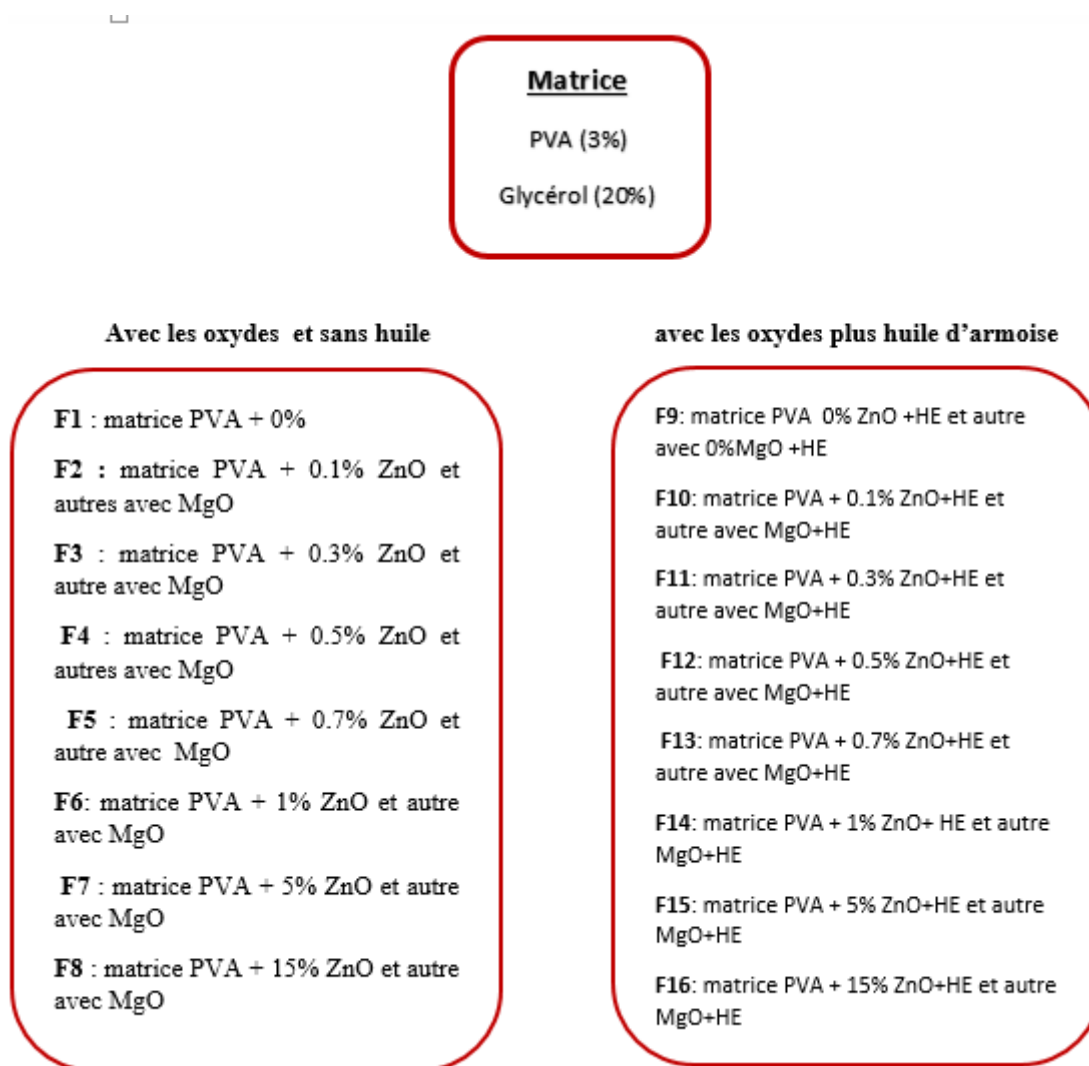 Matrice
PVA (3%)
Glycérol (20%)
Avec les oxydes et sans huile
F1 : matrice PVA + 0%
F2 : matrice PVA + 0.1% ZnO et
autres avec MgO
F3 : matrice PVA + 0.3% ZnO et
autre avec MgO
F4 : matrice PVA + 0.5% ZnO et
autres avec MgO
F5 : matrice PVA + 0.7% ZnO et
autre avec MgO
F6: matrice PVA + 1% ZnO et autre
avec MgO
F7 : matrice PVA + 5% ZnO et autre
avec MgO
F8 : matrice PVA + 15% ZnO et autre
avec MgO
avec les oxydes plus huile d’armoise
F9: matrice PVA 0% ZnO +HE et autre
avec 0%MgO +HE
F10: matrice PVA + 0.1% ZnO+HE et
autre avec MgO+HE
F11: matrice PVA + 0.3% ZnO+HE et
autre avec MgO+HE
F12: matrice PVA + 0.5% ZnO+HE et
autre avec MgO+HE
F13: matrice PVA + 0.7% ZnO+HE et
autre avec MgO+HE
F14: matrice PVA + 1% ZnO+ HE et autre
MgO+HE
F15: matrice PVA + 5% ZnO+HE et autre
MgO+HE
F16: matrice PVA + 15% ZnO+HE et autre
MgO+HE